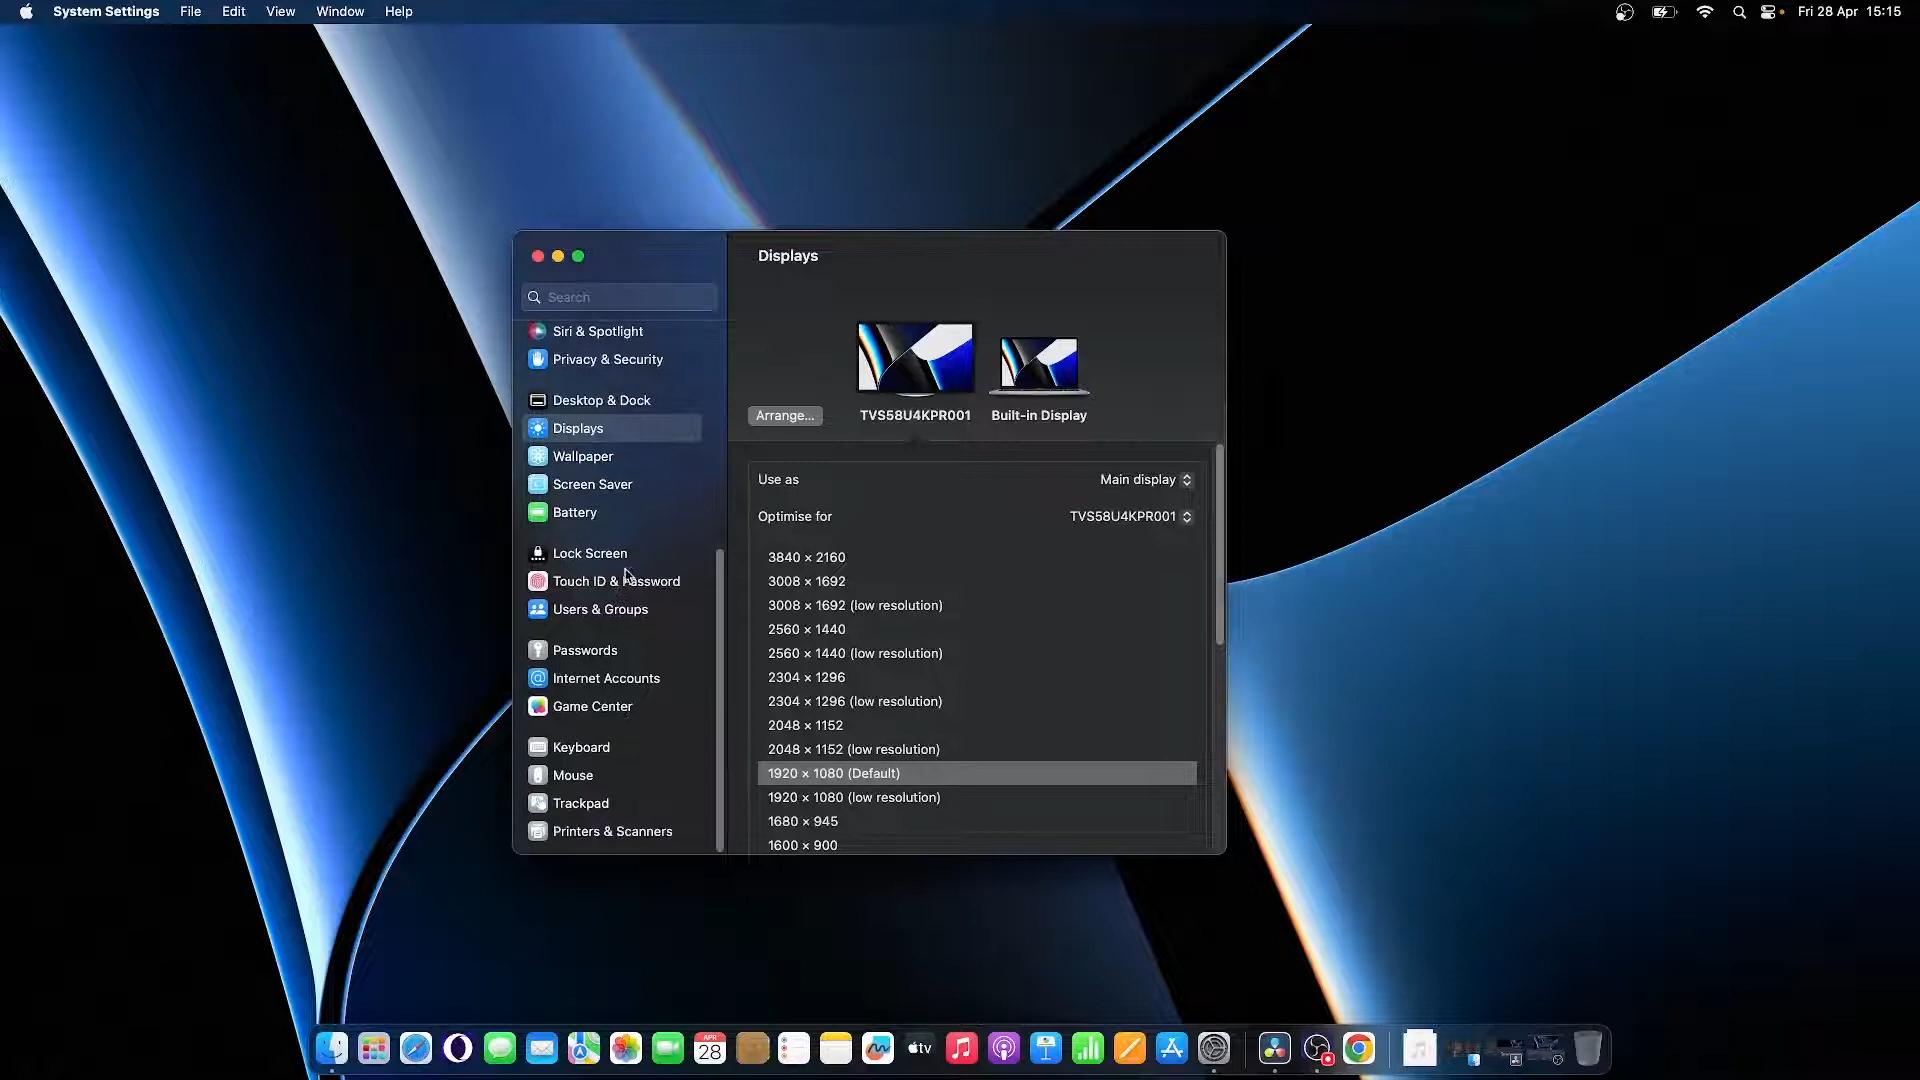 System Settings File Edit View Window Help Fri 28 Apr 15:15
Displays
Search
Siri & Spotlight
Privacy & Security
Desktop & Dock
Displays
Wallpaper
Screen Saver
Battery
Lock Screen
Touch ID & Password
Users & Groups
Passwords
Internet Accounts
Game Center
Keyboard
Mouse
Trackpad
Printers & Scanners
Arrange... TVS58U4KPR001 Built-in Display
Use as Main display
Optimise for TVS58U4KPR001
3840 × 2160
3008 × 1692
3008 × 1692 (low resolution)
2560 × 1440
2560 × 1440 (low resolution)
2304 × 1296
2304 × 1296 (low resolution)
2048 × 1152
2048 × 1152 (low resolution)
1920 × 1080 (Default)
1920 × 1080 (low resolution)
1680 × 945
1600 × 900
APR
28
tv